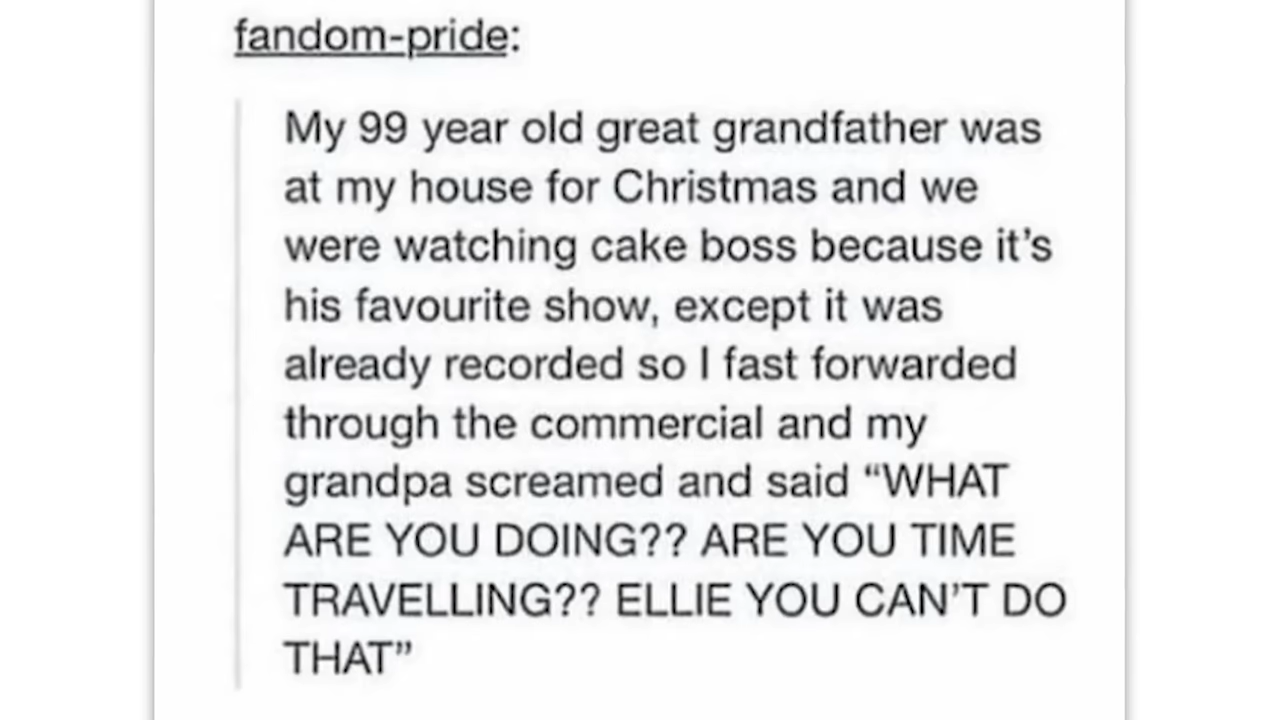 fandom-pride:
My 99 year old great grandfather was
at my house for Christmas and we
were watching cake boss because it’s
his favourite show, except it was
already recorded so I fast forwarded
through the commercial and my
grandpa screamed and said “WHAT
ARE YOU DOING?? ARE YOU TIME
TRAVELLING?? ELLIE YOU CAN’T DO
THAT”